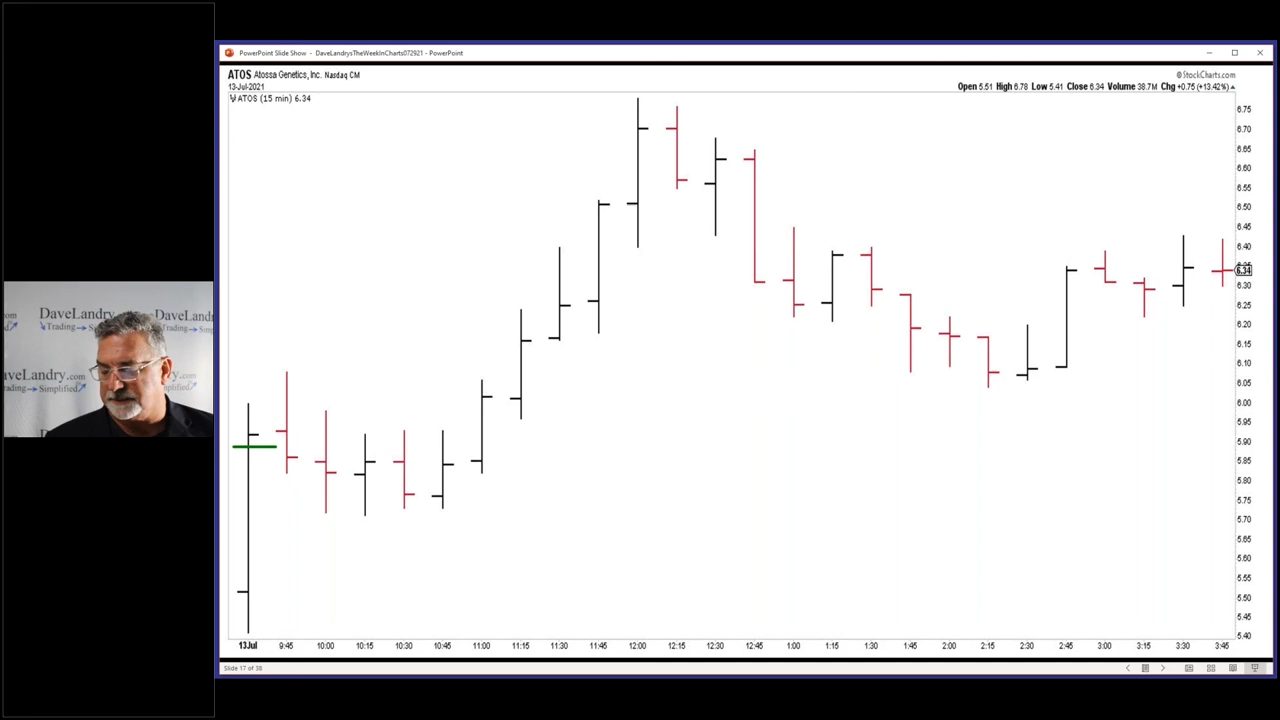 PowerPoint Slide Show - DaveLandrysTheWeekInCharts072921 - PowerPoint
ATOS Atossa Genetics, Inc. Nasdaq CM
© StockCharts.com
13-Jul-2021
Open 5.51 High 6.78 Low 5.41 Close 6.34 Volume 38.7M Chg +0.75 (+13.42%)
ATOS (15 min) 6.34
6.75
6.70
6.65
6.60
6.55
6.50
6.45
6.40
6.34
6.30
6.25
6.20
6.15
6.10
6.05
6.00
5.95
5.90
5.85
5.80
5.75
5.70
5.65
5.60
5.55
5.50
5.45
5.40
13Jul 9:45 10:00 10:15 10:30 10:45 11:00 11:15 11:30 11:45 12:00 12:15 12:30 12:45 1:00 1:15 1:30 1:45 2:00 2:15 2:30 2:45 3:00 3:15 3:30 3:45
Slide 17 of 38
DaveLandry
DaveLandr
Trading
Trading
aveLandry.com
Simplified